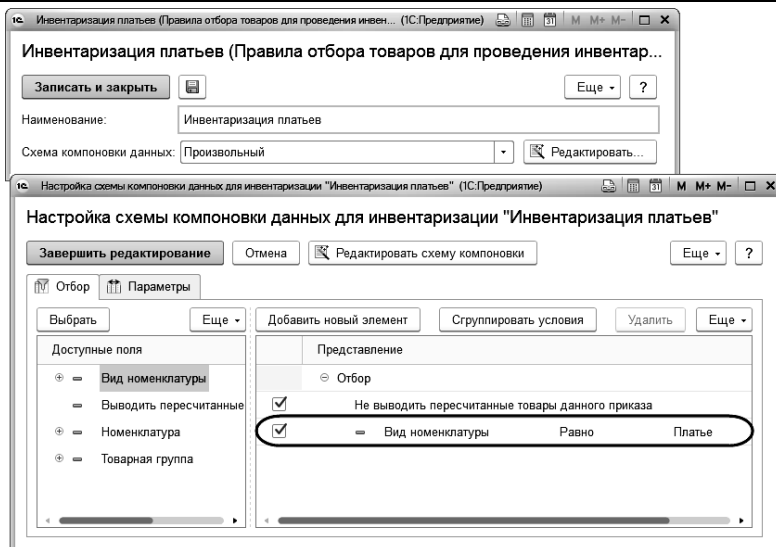 Инвентаризация платьев (Правила отбора товаров для проведения инвен... (1С:Предприятие) 31 M M+ M-
Инвентаризация платьев (Правила отбора товаров для проведения инвентар...
Записать и закрыть Еще ?
Наименование: Инвентаризация платьев
Схема компоновки данных: Произвольный Редактировать...
Настройка схемы компоновки данных для инвентаризации "Инвентаризация платьев" (1С:Предприятие) 31 M M+ M-
Настройка схемы компоновки данных для инвентаризации "Инвентаризация платьев"
Завершить редактирование Отмена Редактировать схему компоновки Еще ?
Отбор Параметры
Выбрать Еще Добавить новый элемент Сгруппировать условия Удалить Еще
Доступные поля Представление
Вид номенклатуры Отбор
Выводить пересчитанные Не выводить пересчитанные товары данного приказа
Номенклатура Вид номенклатуры Равно Платье
Товарная группа